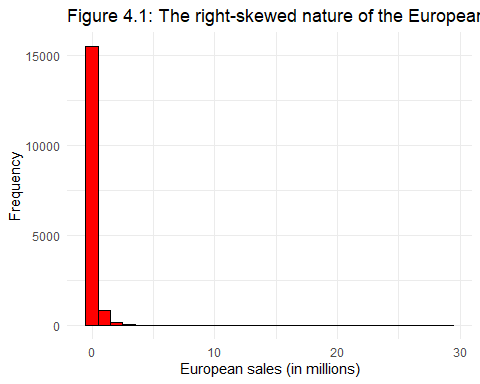 Figure 4.1: The right-skewed nature of the European
15000
10000
5000
0
Frequency
0 10 20 30
European sales (in millions)